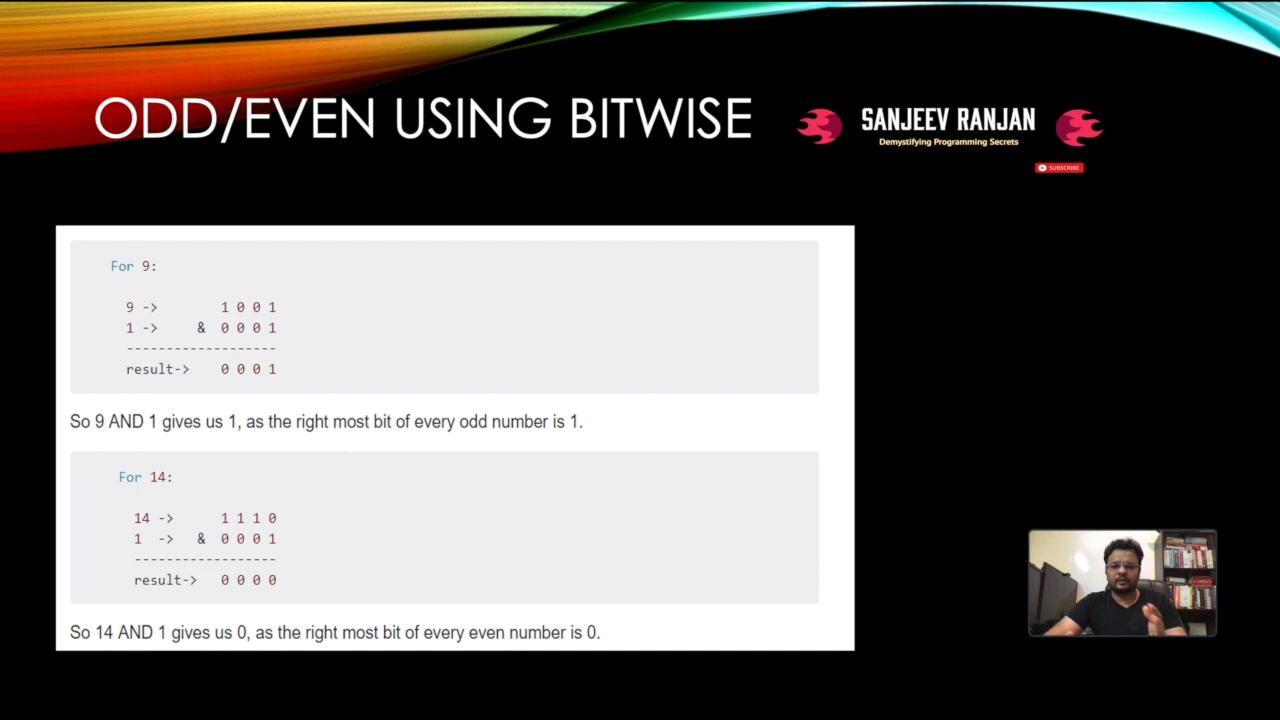 ODD/EVEN USING BITWISE
SANJEEV RANJAN
Demystifying Programming Secrets
SUBSCRIBE
For 9:
9 -> 1 0 0 1
1 -> & 0 0 0 1
-------------------
result-> 0 0 0 1
So 9 AND 1 gives us 1, as the right most bit of every odd number is 1.
For 14:
14 -> 1 1 1 0
1 -> & 0 0 0 1
------------------
result-> 0 0 0 0
So 14 AND 1 gives us 0, as the right most bit of every even number is 0.